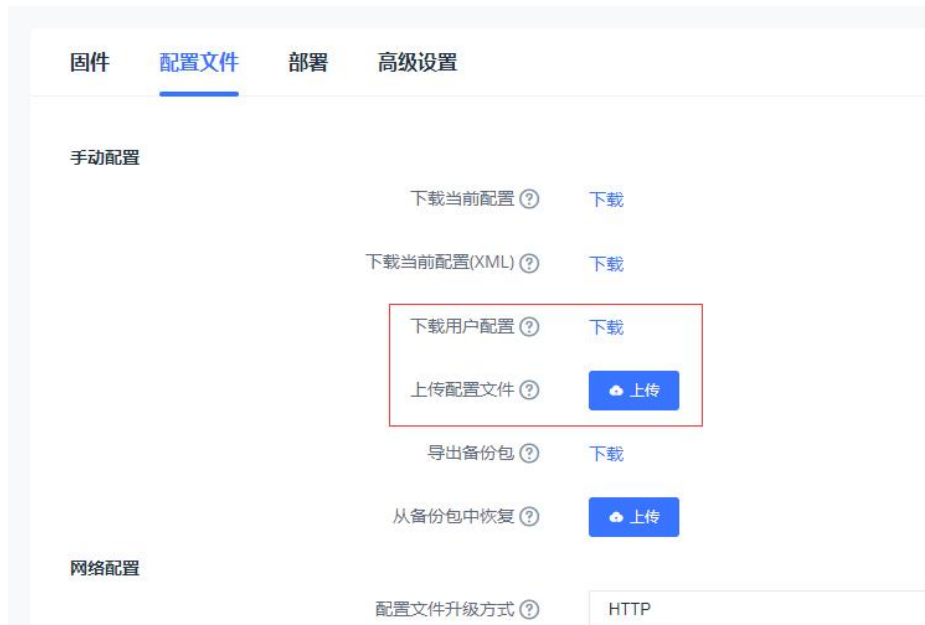 固件 配置文件 部署 高级设置
手动配置
下载当前配置 ? 下载
下载当前配置(XML) ? 下载
下载用户配置 ? 下载
上传配置文件 ? 上传
导出备份包 ? 下载
从备份包中恢复 ? 上传
网络配置
配置文件升级方式 ? HTTP